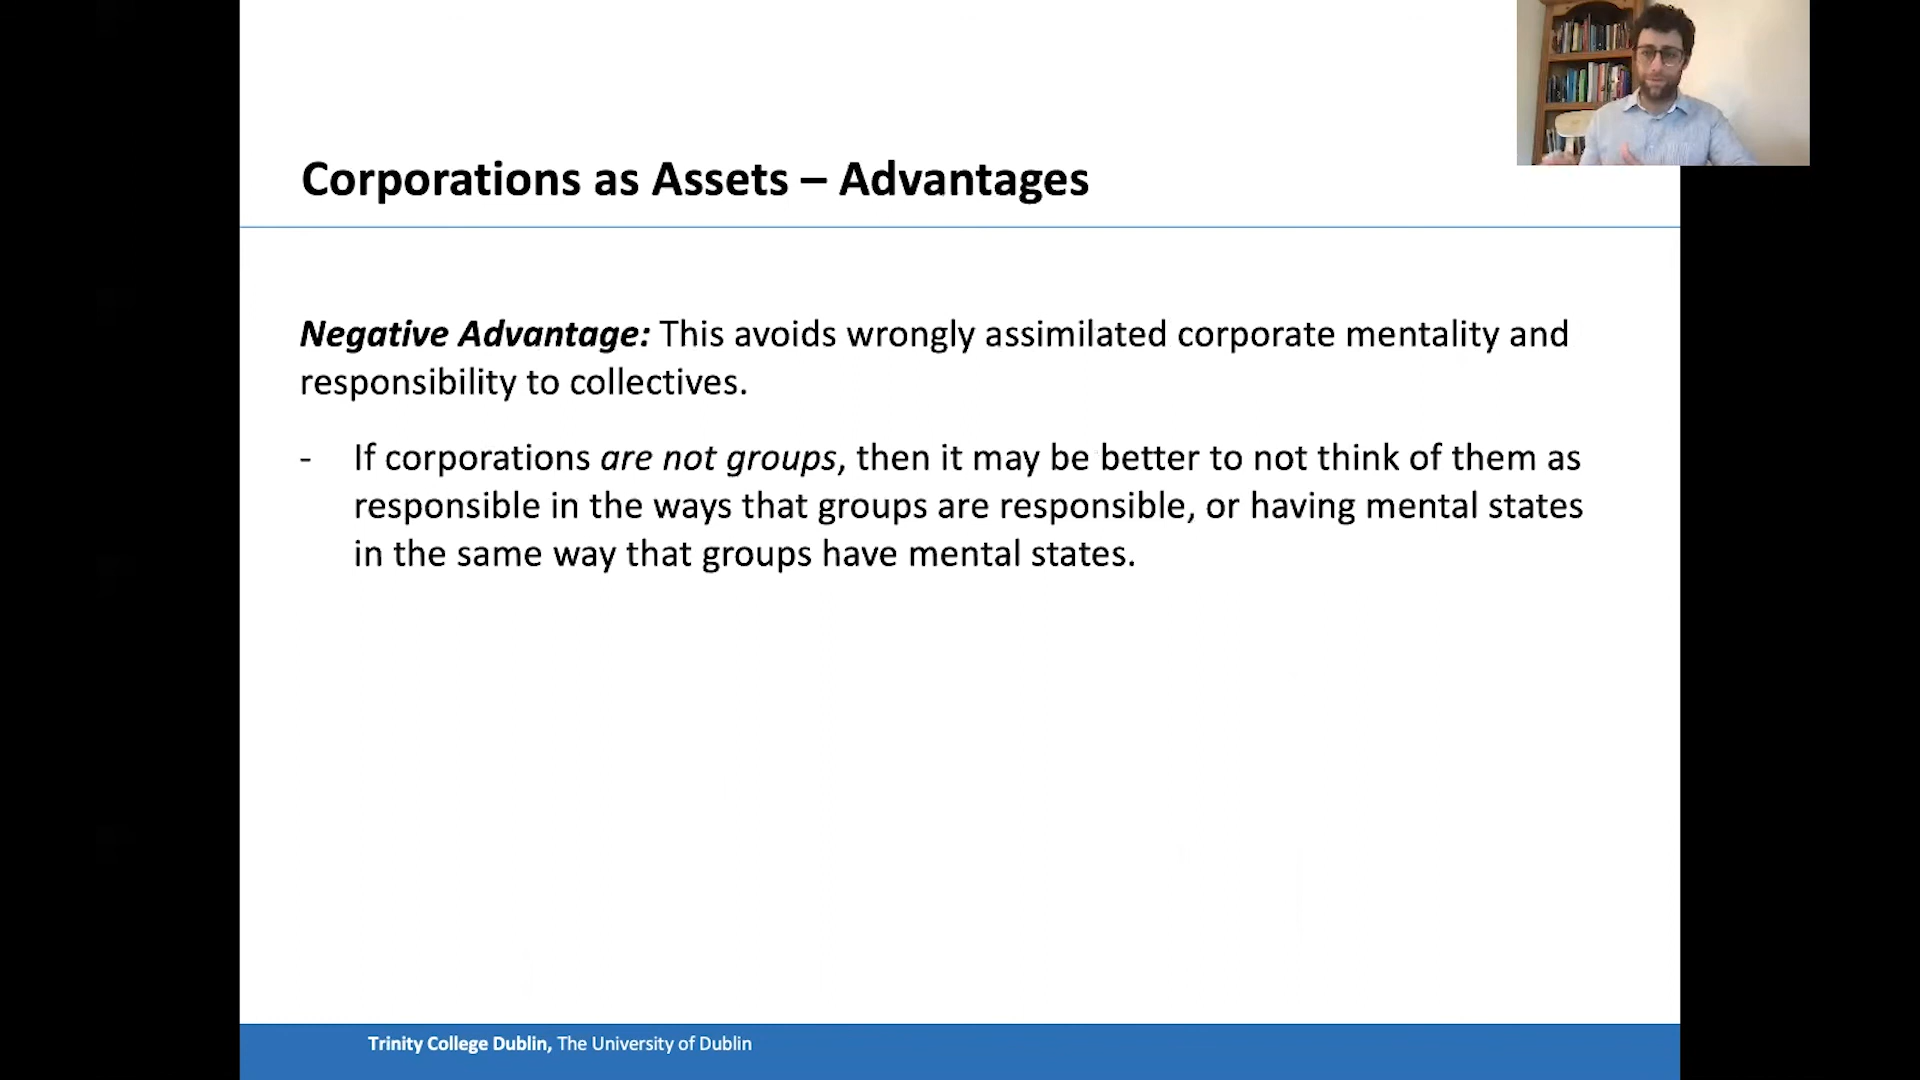 Corporations as Assets – Advantages
Negative Advantage: This avoids wrongly assimilated corporate mentality and
responsibility to collectives.
- If corporations are not groups, then it may be better to not think of them as
responsible in the ways that groups are responsible, or having mental states
in the same way that groups have mental states.
Trinity College Dublin, The University of Dublin